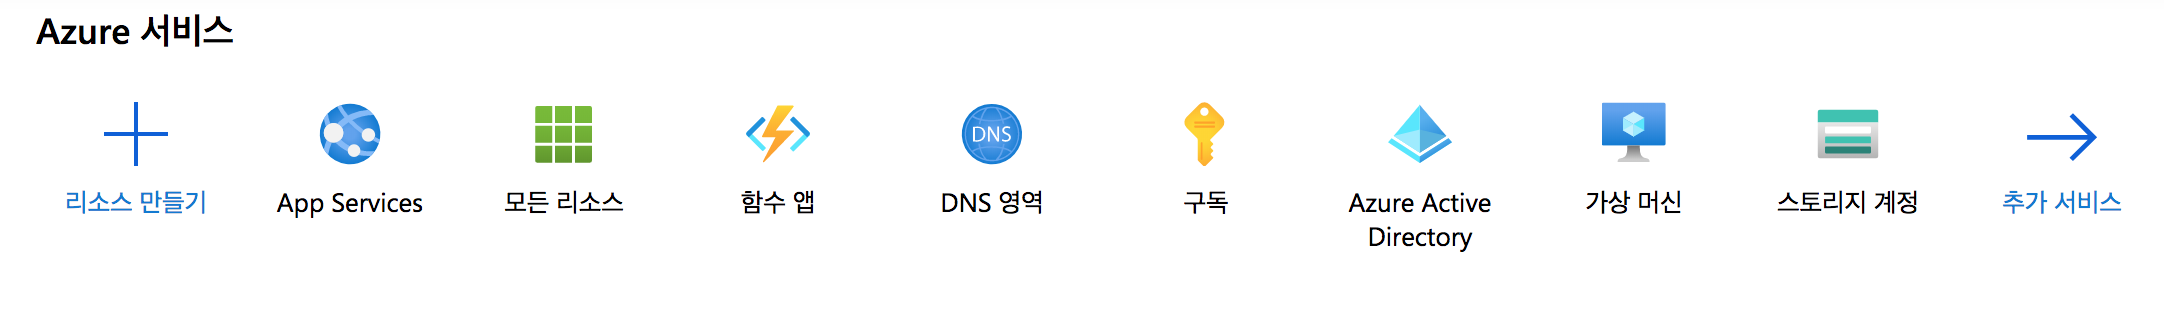 Azure 서비스
DNS
리소스 만들기
App Services
모든 리소스
함수 앱
DNS 영역
구독
Azure Active
Directory
가상 머신
스토리지 계정
추가 서비스